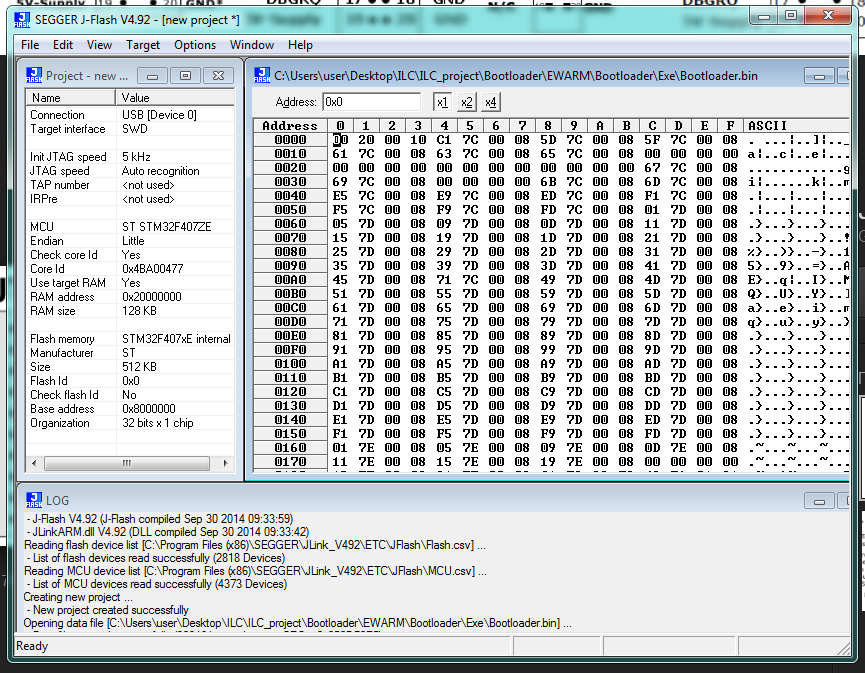 5V-Supply 19 20 GND* DBGRQ 17 18 GND N/C GND DBGRQ
SEGGER J-Flash V4.92 - [new project *]
File Edit View Target Options Window Help
Project - new ...
Name Value
Connection USB [Device 0]
Target interface SWD
Init JTAG speed 5 kHz
JTAG speed Auto recognition
TAP number <not used>
IRPre <not used>
MCU ST STM32F407ZE
Endian Little
Check core Id Yes
Core Id 0x4BA00477
Use target RAM Yes
RAM address 0x20000000
RAM size 128 KB
Flash memory STM32F407xE internal
Manufacturer ST
Size 512 KB
Flash Id 0x0
Check flash Id No
Base address 0x8000000
Organization 32 bits x 1 chip
C:\Users\user\Desktop\ILC\ILC_project\Bootloader\EWARM\Bootloader\Exe\Bootloader.bin
Address: 0x0 x1 x2 x4
Address 0 1 2 3 4 5 6 7 8 9 A B C D E F ASCII
0000 D0 20 00 10 C1 7C 00 08 5D 7C 00 08 5F 7C 00 08
0010 61 7C 00 08 63 7C 00 08 65 7C 00 08 00 00 00 00
0020 00 00 00 00 00 00 00 00 00 00 00 00 67 7C 00 08
0030 69 7C 00 08 00 00 00 00 6B 7C 00 08 6D 7C 00 08
0040 E5 7C 00 08 E9 7C 00 08 ED 7C 00 08 F1 7C 00 08
0050 F5 7C 00 08 F9 7C 00 08 FD 7C 00 08 01 7D 00 08
0060 05 7D 00 08 09 7D 00 08 0D 7D 00 08 11 7D 00 08
0070 15 7D 00 08 19 7D 00 08 1D 7D 00 08 21 7D 00 08
0080 25 7D 00 08 29 7D 00 08 2D 7D 00 08 31 7D 00 08
0090 35 7D 00 08 39 7D 00 08 3D 7D 00 08 41 7D 00 08
00A0 45 7D 00 08 71 7C 00 08 49 7D 00 08 4D 7D 00 08
00B0 51 7D 00 08 55 7D 00 08 59 7D 00 08 5D 7D 00 08
00C0 61 7D 00 08 65 7D 00 08 69 7D 00 08 6D 7D 00 08
00D0 71 7D 00 08 75 7D 00 08 79 7D 00 08 7D 7D 00 08
00E0 81 7D 00 08 85 7D 00 08 89 7D 00 08 8D 7D 00 08
00F0 91 7D 00 08 95 7D 00 08 99 7D 00 08 9D 7D 00 08
0100 A1 7D 00 08 A5 7D 00 08 A9 7D 00 08 AD 7D 00 08
0110 B1 7D 00 08 B5 7D 00 08 B9 7D 00 08 BD 7D 00 08
0120 C1 7D 00 08 C5 7D 00 08 C9 7D 00 08 CD 7D 00 08
0130 D1 7D 00 08 D5 7D 00 08 D9 7D 00 08 DD 7D 00 08
0140 E1 7D 00 08 E5 7D 00 08 E9 7D 00 08 ED 7D 00 08
0150 F1 7D 00 08 F5 7D 00 08 F9 7D 00 08 FD 7D 00 08
0160 01 7E 00 08 05 7E 00 08 09 7E 00 08 0D 7E 00 08
0170 11 7E 00 08 15 7E 00 08 19 7E 00 08 00 00 00 00
LOG
- J-Flash V4.92 (J-Flash compiled Sep 30 2014 09:33:59)
- JLinkARM.dll V4.92 (DLL compiled Sep 30 2014 09:33:42)
Reading flash device list [C:\Program Files (x86)\SEGGER\JLink_V492\ETC\JFlash\Flash.csv] ...
- List of flash devices read successfully (2818 Devices)
Reading MCU device list [C:\Program Files (x86)\SEGGER\JLink_V492\ETC\JFlash\MCU.csv] ...
- List of MCU devices read successfully (4373 Devices)
Creating new project ...
- New project created successfully
Opening data file [C:\Users\user\Desktop\ILC\ILC_project\Bootloader\EWARM\Bootloader\Exe\Bootloader.bin] ...
Ready